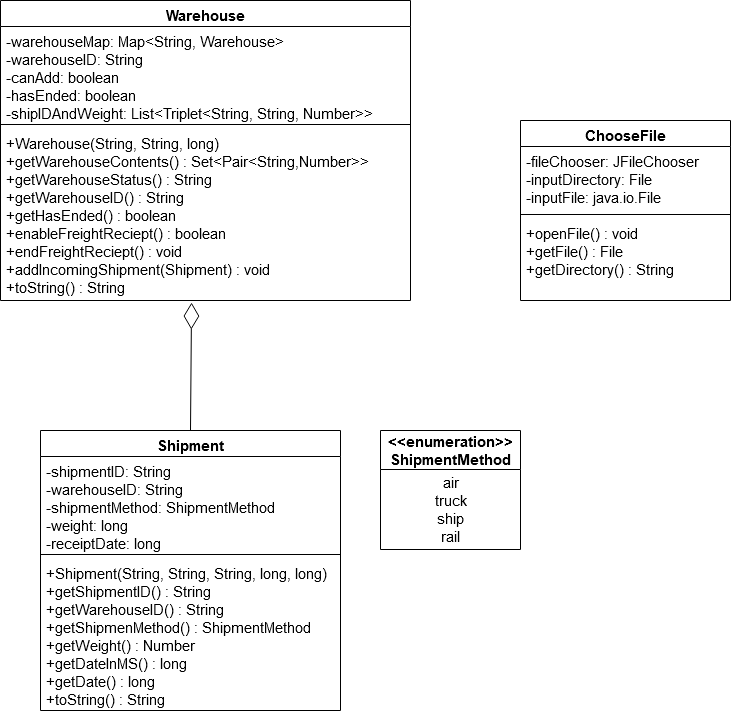 Warehouse
-warehouseMap: Map<String, Warehouse>
-warehouseID: String
-canAdd: boolean
-hasEnded: boolean
-shipIDAndWeight: List<Triplet<String, String, Number>>
+Warehouse(String, String, long)
+getWarehouseContents() : Set<Pair<String,Number>>
+getWarehouseStatus() : String
+getWarehouseID() : String
+getHasEnded() : boolean
+enableFreightReciept() : boolean
+endFreightReciept() : void
+addIncomingShipment(Shipment) : void
+toString() : String
ChooseFile
-fileChooser: JFileChooser
-inputDirectory: File
-inputFile: java.io.File
+openFile() : void
+getFile() : File
+getDirectory() : String
Shipment
-shipmentID: String
-warehouseID: String
-shipmentMethod: ShipmentMethod
-weight: long
-receiptDate: long
+Shipment(String, String, String, long, long)
+getShipmentID() : String
+getWarehouseID() : String
+getShipmenMethod() : ShipmentMethod
+getWeight() : Number
+getDateInMS() : long
+getDate() : long
+toString() : String
<<enumeration>>
ShipmentMethod
air
truck
ship
rail